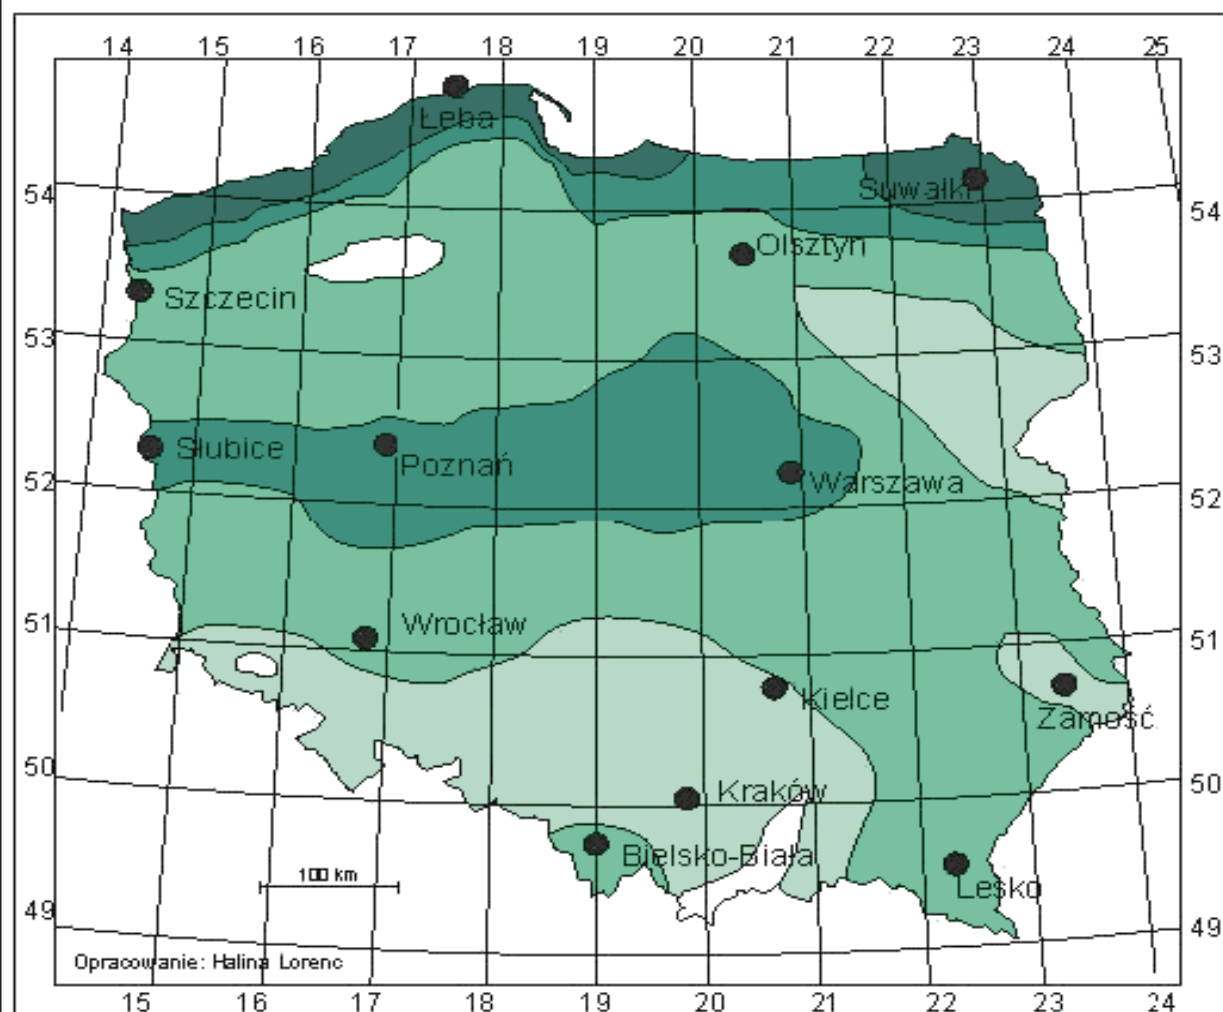 14 15 16 17 18 19 20 21 22 23 24 25
Łeba
Suwałki
54 54
Olsztyn
Szczecin
53 53
Słubice
Poznań
Warszawa
52 52
Wrocław
51 51
Kielce
Zamość
50 50
Kraków
Bielsko-Biała
100 km
Lesko
49 49
Opracowanie: Halina Lorenc
15 16 17 18 19 20 21 22 23 24